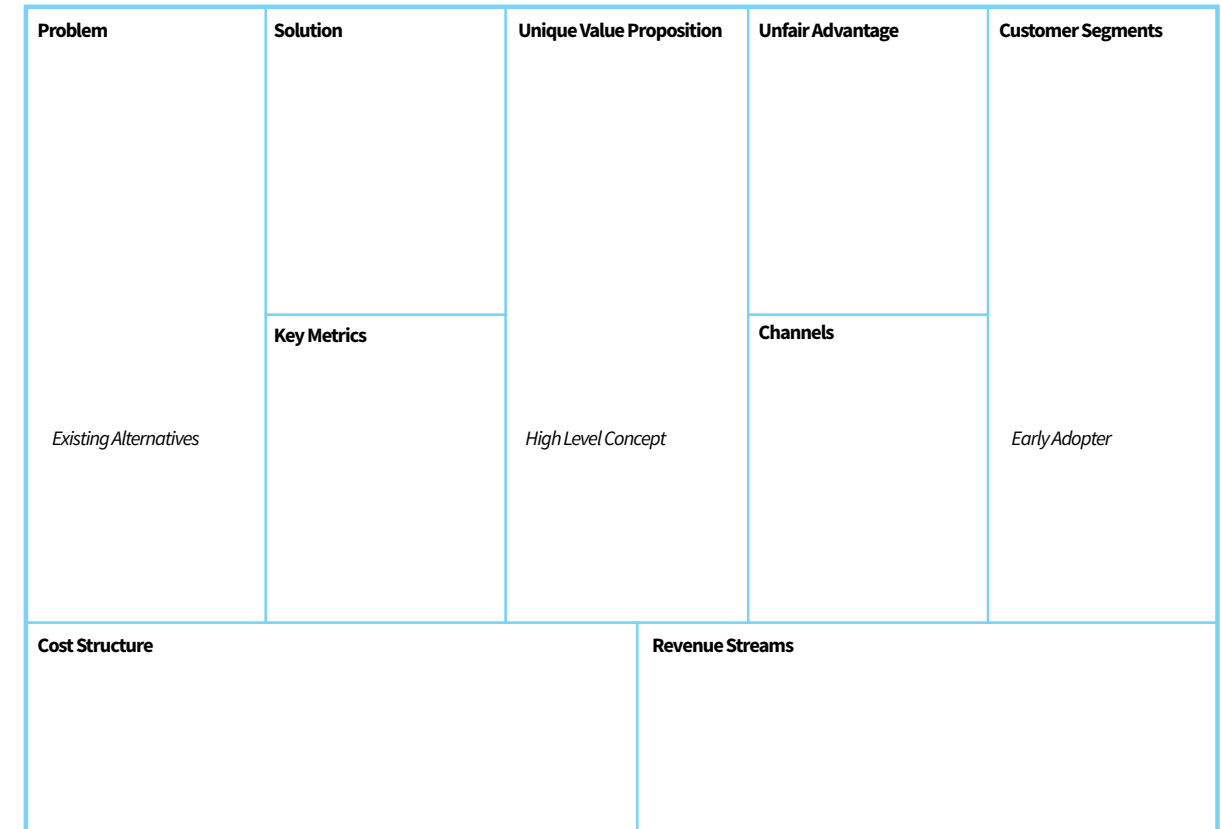 Problem
Solution
Unique Value Proposition
Unfair Advantage
Customer Segments
Key Metrics
Channels
Existing Alternatives
High Level Concept
Early Adopter
Cost Structure
Revenue Streams